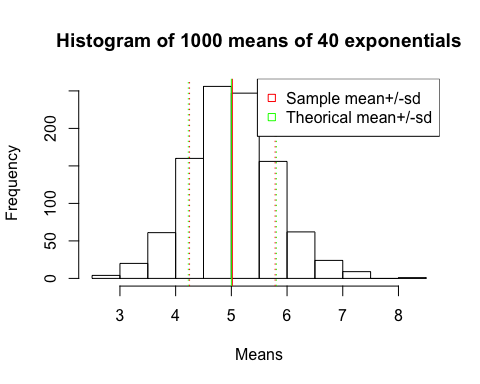 Histogram of 1000 means of 40 exponentials
Sample mean+/-sd
Theorical mean+/-sd
Frequency
200
100
50
0
3 4 5 6 7 8
Means